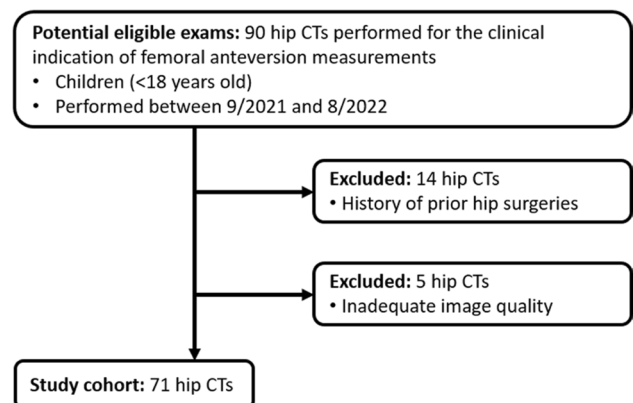 Potential eligible exams: 90 hip CTs performed for the clinical
indication of femoral anteversion measurements
• Children (<18 years old)
• Performed between 9/2021 and 8/2022
Excluded: 14 hip CTs
• History of prior hip surgeries
Excluded: 5 hip CTs
• Inadequate image quality
Study cohort: 71 hip CTs